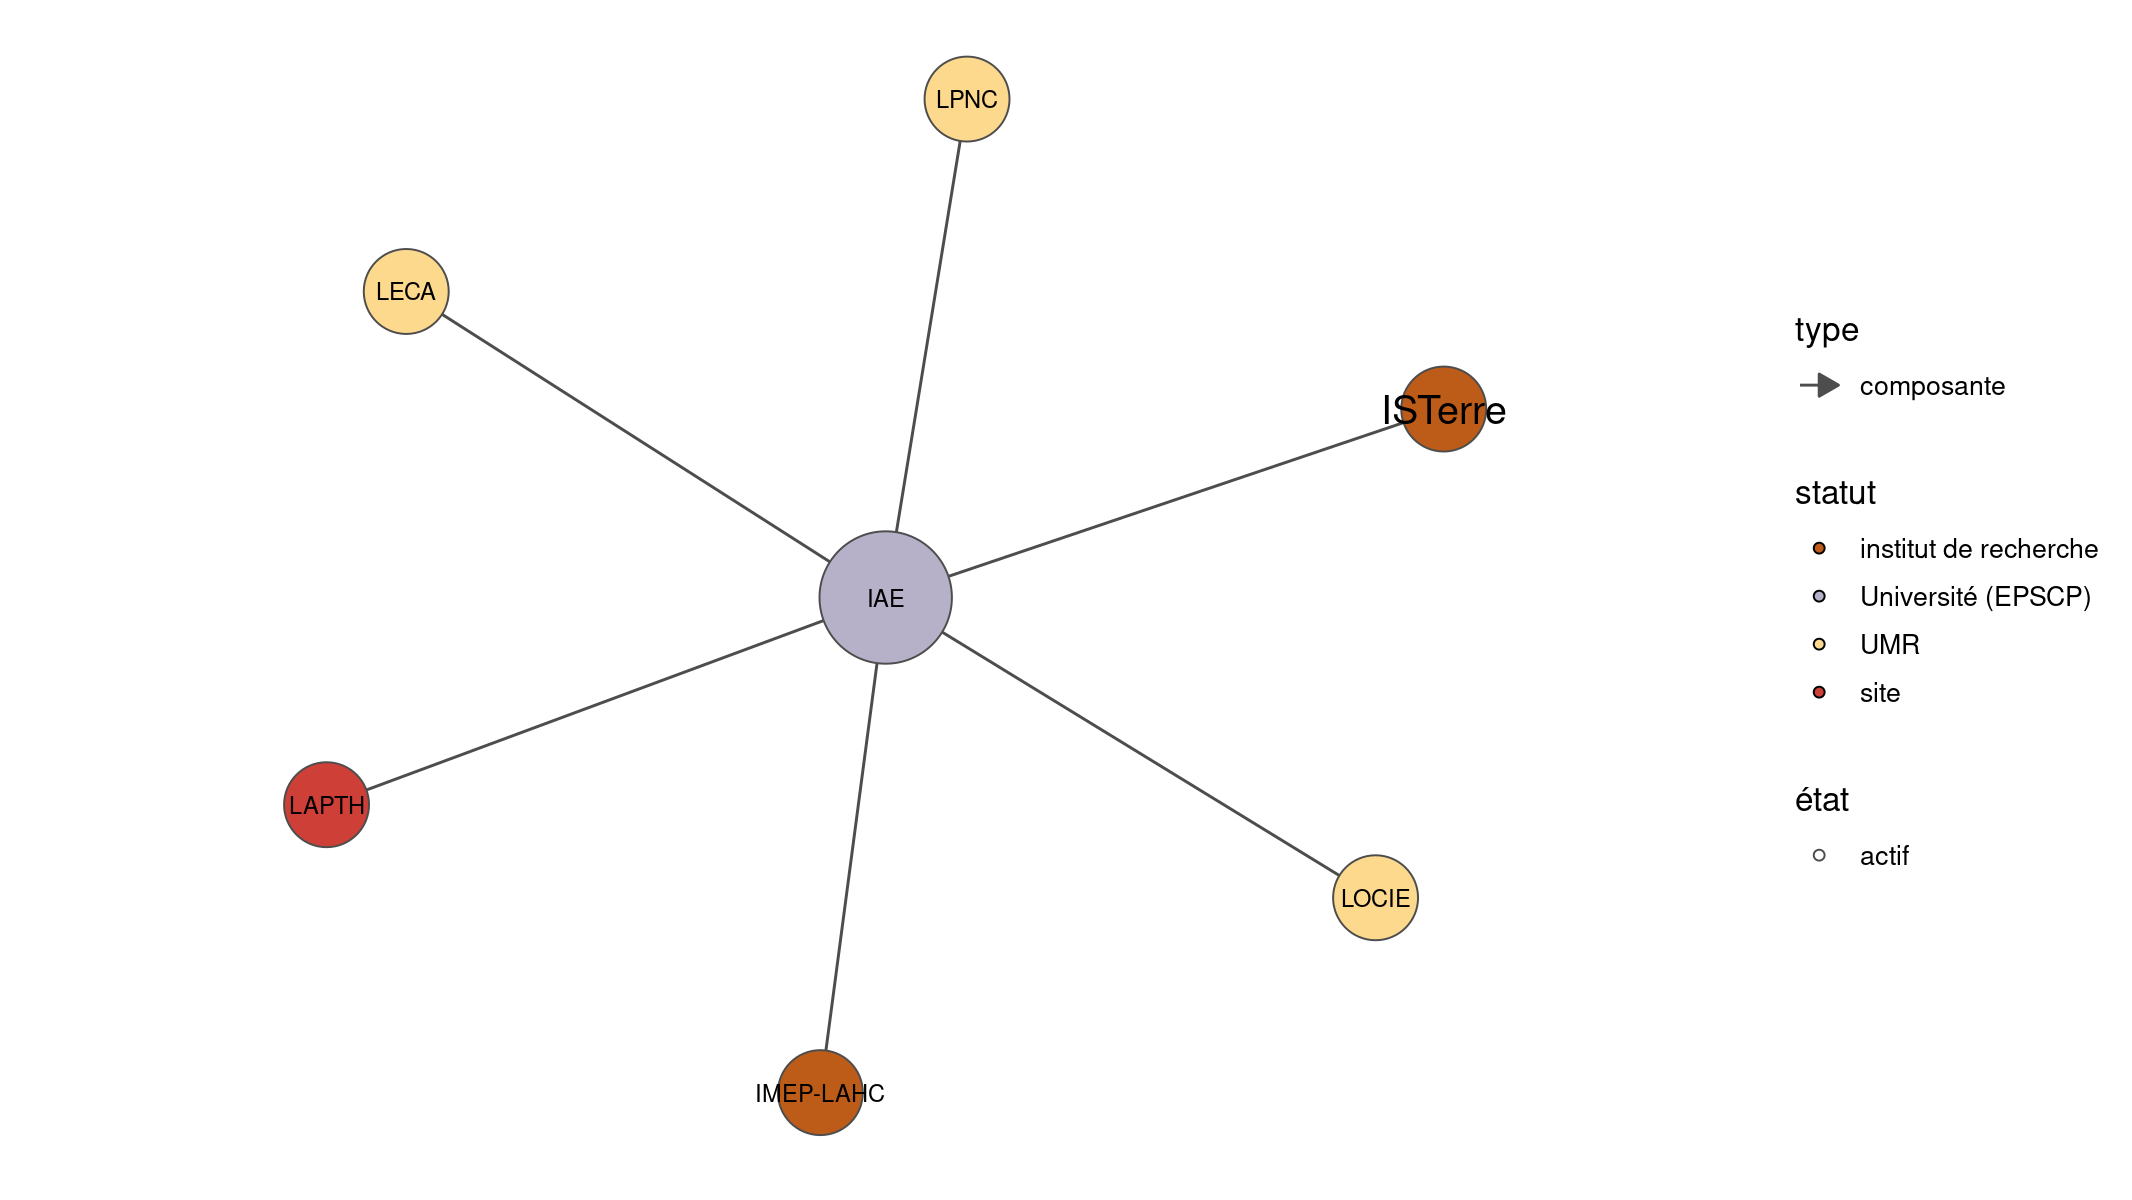 LPNC
LECA
ISTerre
IAE
LAPTH
LOCIE
IMEP-LAHC
type
composante
statut
institut de recherche
Université (EPSCP)
UMR
site
état
actif